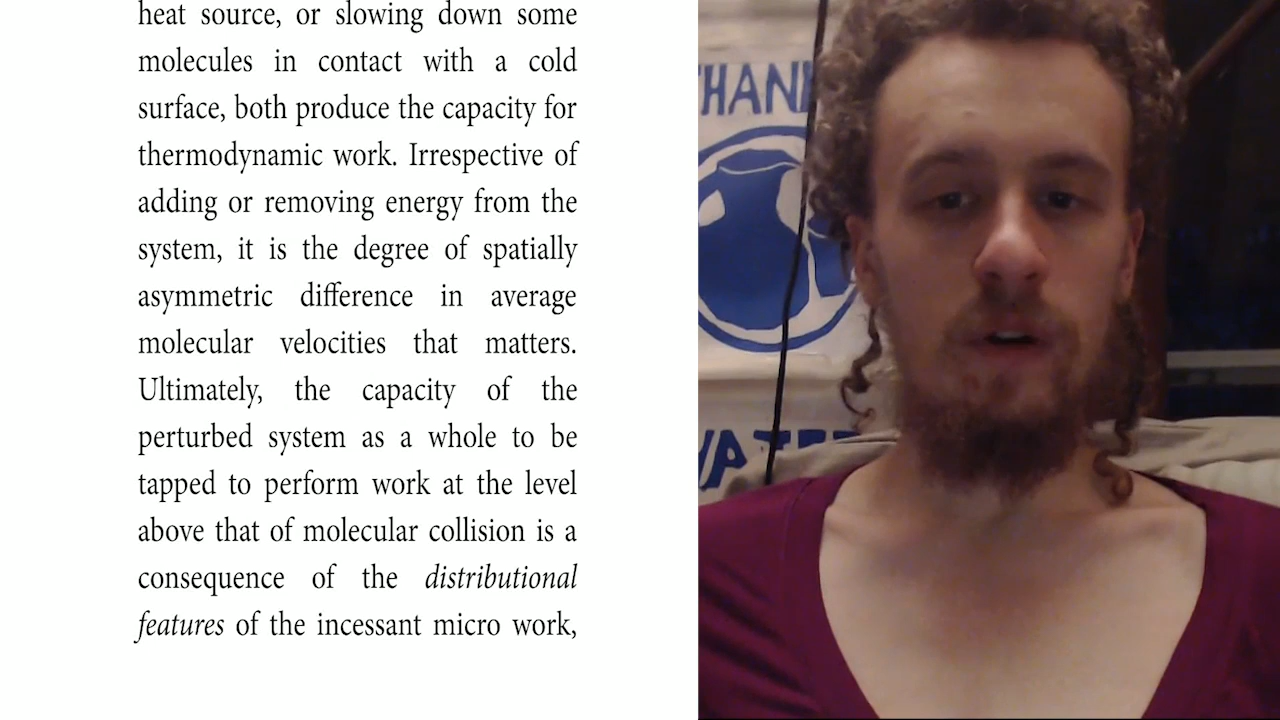 heat source, or slowing down some
molecules in contact with a cold
surface, both produce the capacity for
thermodynamic work. Irrespective of
adding or removing energy from the
system, it is the degree of spatially
asymmetric difference in average
molecular velocities that matters.
Ultimately, the capacity of the
perturbed system as a whole to be
tapped to perform work at the level
above that of molecular collision is a
consequence of the distributional
features of the incessant micro work,